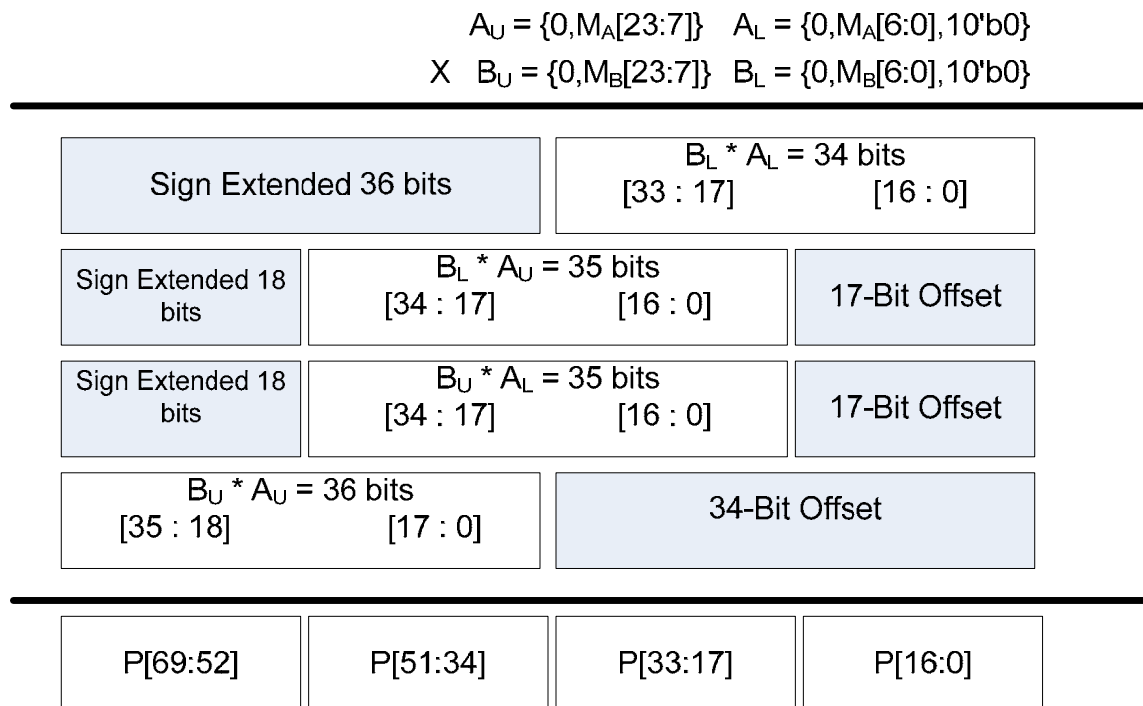 A_U = {0,M_A[23:7]} A_L = {0,M_A[6:0],10'b0}
X B_U = {0,M_B[23:7]} B_L = {0,M_B[6:0],10'b0}
Sign Extended 36 bits
B_L * A_L = 34 bits
[33 : 17] [16 : 0]
Sign Extended 18
bits
B_L * A_U = 35 bits
[34 : 17] [16 : 0]
17-Bit Offset
Sign Extended 18
bits
B_U * A_L = 35 bits
[34 : 17] [16 : 0]
17-Bit Offset
B_U * A_U = 36 bits
[35 : 18] [17 : 0]
34-Bit Offset
P[69:52] P[51:34] P[33:17] P[16:0]